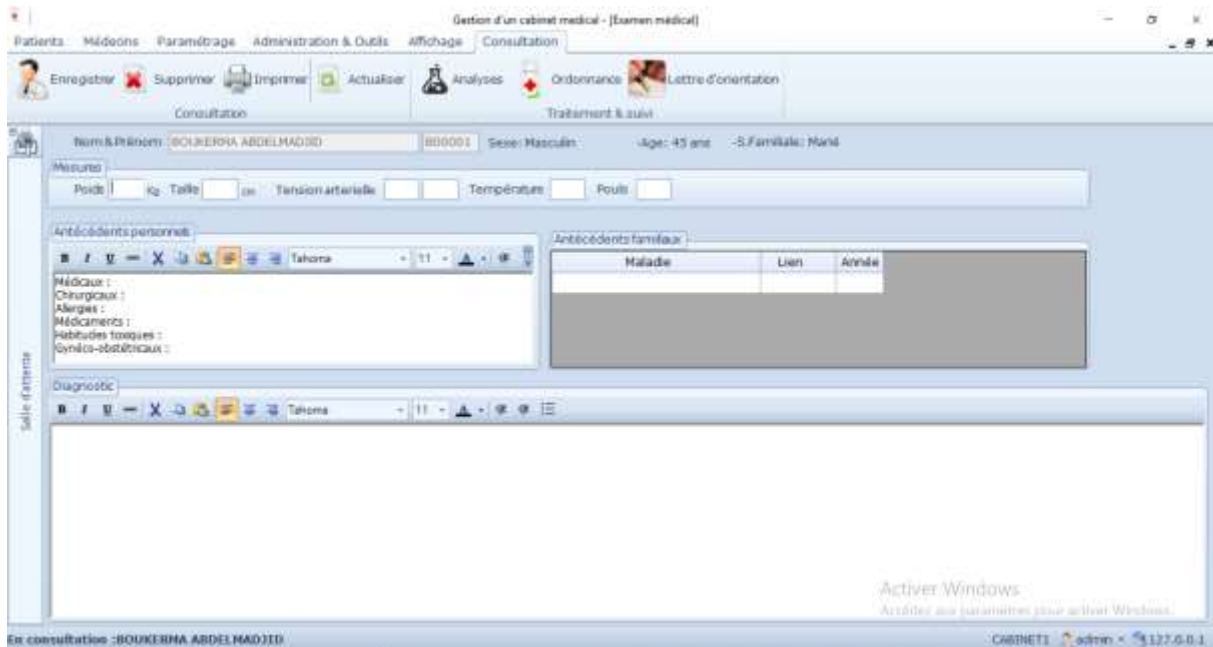 Gestion d'un cabinet medical - [Examen médical]
Patients Médecins Paramétrage Administration & Outils Affichage Consultation
Enregistrer Supprimer Imprimer Actualiser Analyses Ordonnance Lettre d'orientation
Consultation Traitement & suivi
Nom & Prénom BOUKERMA ABDELMADJID B00001 Sexe: Masculin -Age: 45 ans -S.Familiale: Marié
Mesures
Poids Kg Taille cm Tension arterielle Température Pouls
Antécédents personnels
Tahoma 11
Médicaux :
Chirurgicaux :
Allergies :
Médicaments :
Habitudes toxiques :
Gynéco-obstétricaux :
Antécédents familiaux
Maladie Lien Année
Salle d'attente
Diagnostic
Tahoma 11
Activer Windows
Accédez aux paramètres pour activer Windows.
En consultation :BOUKERMA ABDELMADJID CABINET1 admin 127.0.0.1